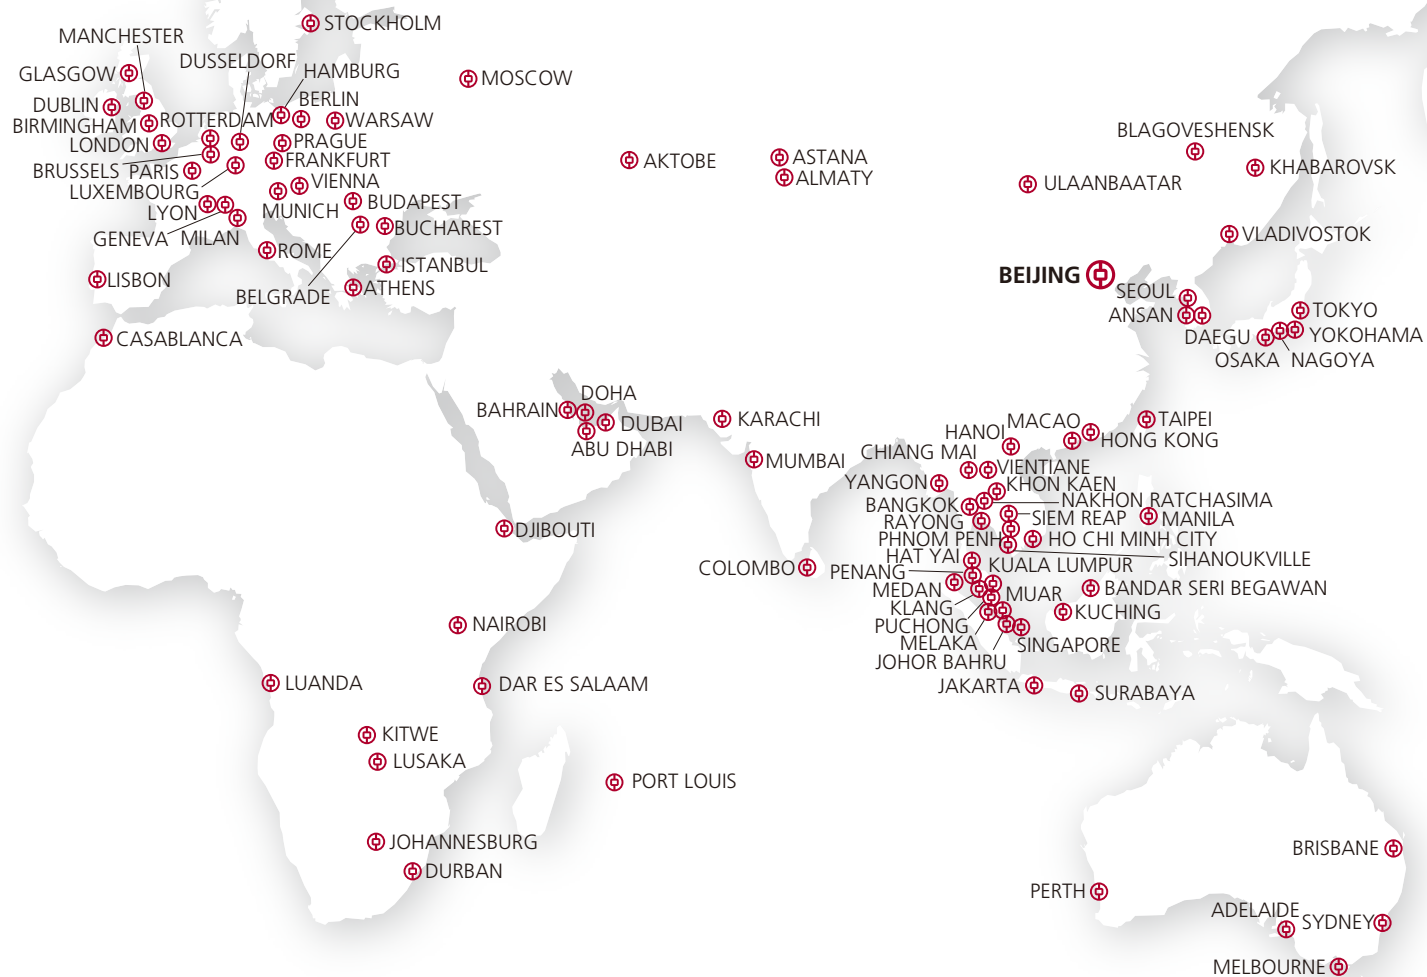 STOCKHOLM
MANCHESTER
DUSSELDORF
GLASGOW
HAMBURG
MOSCOW
DUBLIN
BERLIN
BIRMINGHAM
ROTTERDAM
WARSAW
LONDON
PRAGUE
BRUSSELS
PARIS
FRANKFURT
LUXEMBOURG
VIENNA
LYON
MUNICH
BUDAPEST
GENEVA
MILAN
BUCHAREST
ROME
ISTANBUL
LISBON
BELGRADE
ATHENS
CASABLANCA
AKTOBE
ASTANA
ALMATY
BLAGOVESHENSK
KHABAROVSK
ULAANBAATAR
VLADIVOSTOK
BEIJING
SEOUL
ANSAN
TOKYO
DAEGU
YOKOHAMA
OSAKA
NAGOYA
BAHRAIN
DOHA
DUBAI
ABU DHABI
KARACHI
MUMBAI
MACAO
TAIPEI
HANOI
HONG KONG
CHIANG MAI
VIENTIANE
YANGON
KHON KAEN
BANGKOK
NAKHON RATCHASIMA
RAYONG
SIEM REAP
MANILA
PHNOM PENH
HO CHI MINH CITY
HAT YAI
SIHANOUKVILLE
DJIBOUTI
COLOMBO
PENANG
KUALA LUMPUR
MEDAN
MUAR
BANDAR SERI BEGAWAN
KLANG
KUCHING
PUCHONG
MELAKA
SINGAPORE
JOHOR BAHRU
JAKARTA
SURABAYA
NAIROBI
LUANDA
DAR ES SALAAM
KITWE
LUSAKA
PORT LOUIS
JOHANNESBURG
DURBAN
BRISBANE
PERTH
ADELAIDE
SYDNEY
MELBOURNE